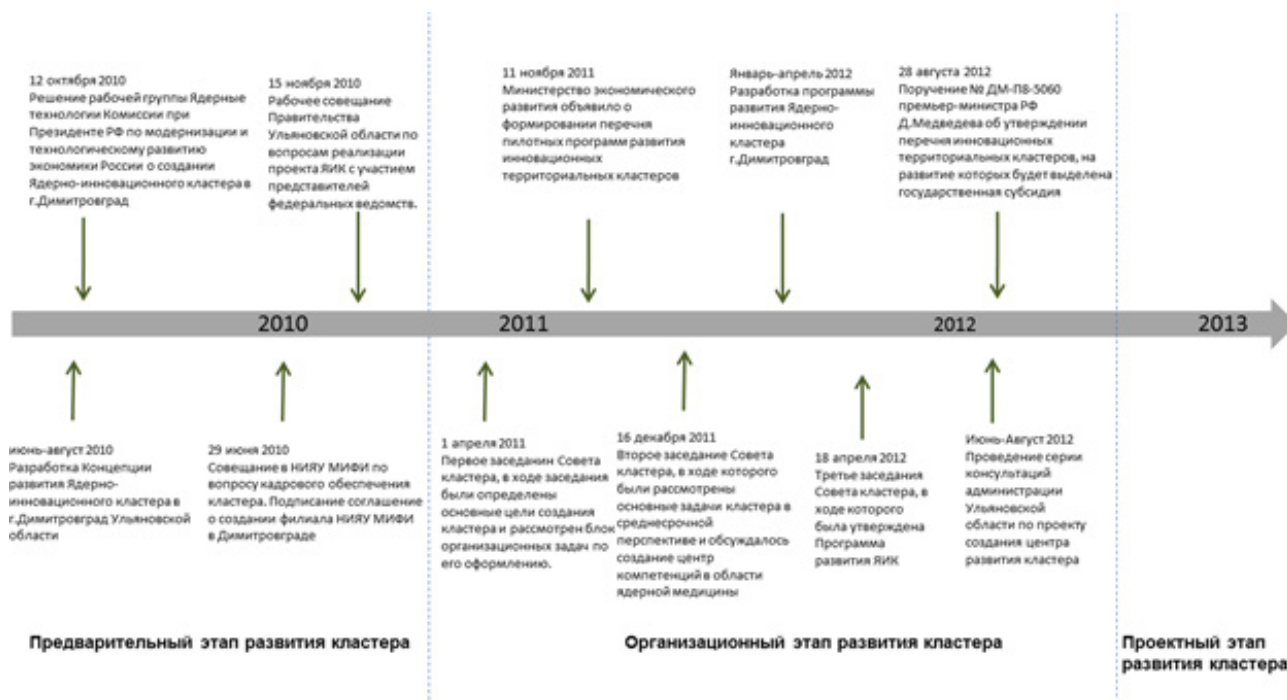 12 октября 2010
Решение рабочей группы Ядерные
технологии Комиссии при
Президенте РФ по модернизации и
технологическому развитию
экономики России о создании
Ядерно-инновационного кластера в
г.Димитровград
15 ноября 2010
Рабочее совещание
Правительства
Ульяновской области по
вопросам реализации
проекта ЯИК с участием
представителей
федеральных ведомств.
11 ноября 2011
Министерство экономического
развития объявило о
формировании перечня
пилотных программ развития
инновационных
территориальных кластеров
Январь-апрель 2012
Разработка программы
развития Ядерно-
инновационного
кластера
г.Димитровград
28 августа 2012
Поручение № ДМ-П8-5060
премьер-министра РФ
Д.Медведева об утверждении
перечня инновационных
территориальных кластеров, на
развитие которых будет выделена
государственная субсидия
2010
2011
2012
2013
июнь-август 2010
Разработка Концепции
развития Ядерно-
инновационного кластера в
г.Димитровград Ульяновской
области
29 июня 2010
Совещание в НИЯУ МИФИ по
вопросу кадрового обеспечения
кластера. Подписание соглашение
о создании филиала НИЯУ МИФИ
в Димитровграде
1 апреля 2011
Первое заседанин Совета
кластера, в ходе заседания
были определены
основные цели создания
кластера и рассмотрен блок
организационных задач по
его оформлению.
16 декабря 2011
Второе заседание Совета
кластера, в ходе которого
были рассмотрены
основные задачи кластера в
среднесрочной
перспективе и обсуждалось
создание центр
компетенций в области
ядерной медицины
18 апреля 2012
Третье заседания
Совета кластера, в
ходе которого
была утверждена
Программа
развития ЯИК
Июнь-Август 2012
Проведение серии
консультаций
администрации
Ульяновской
области по проекту
создания центра
развития кластера
Предварительный этап развития кластера
Организационный этап развития кластера
Проектный этап
развития кластера